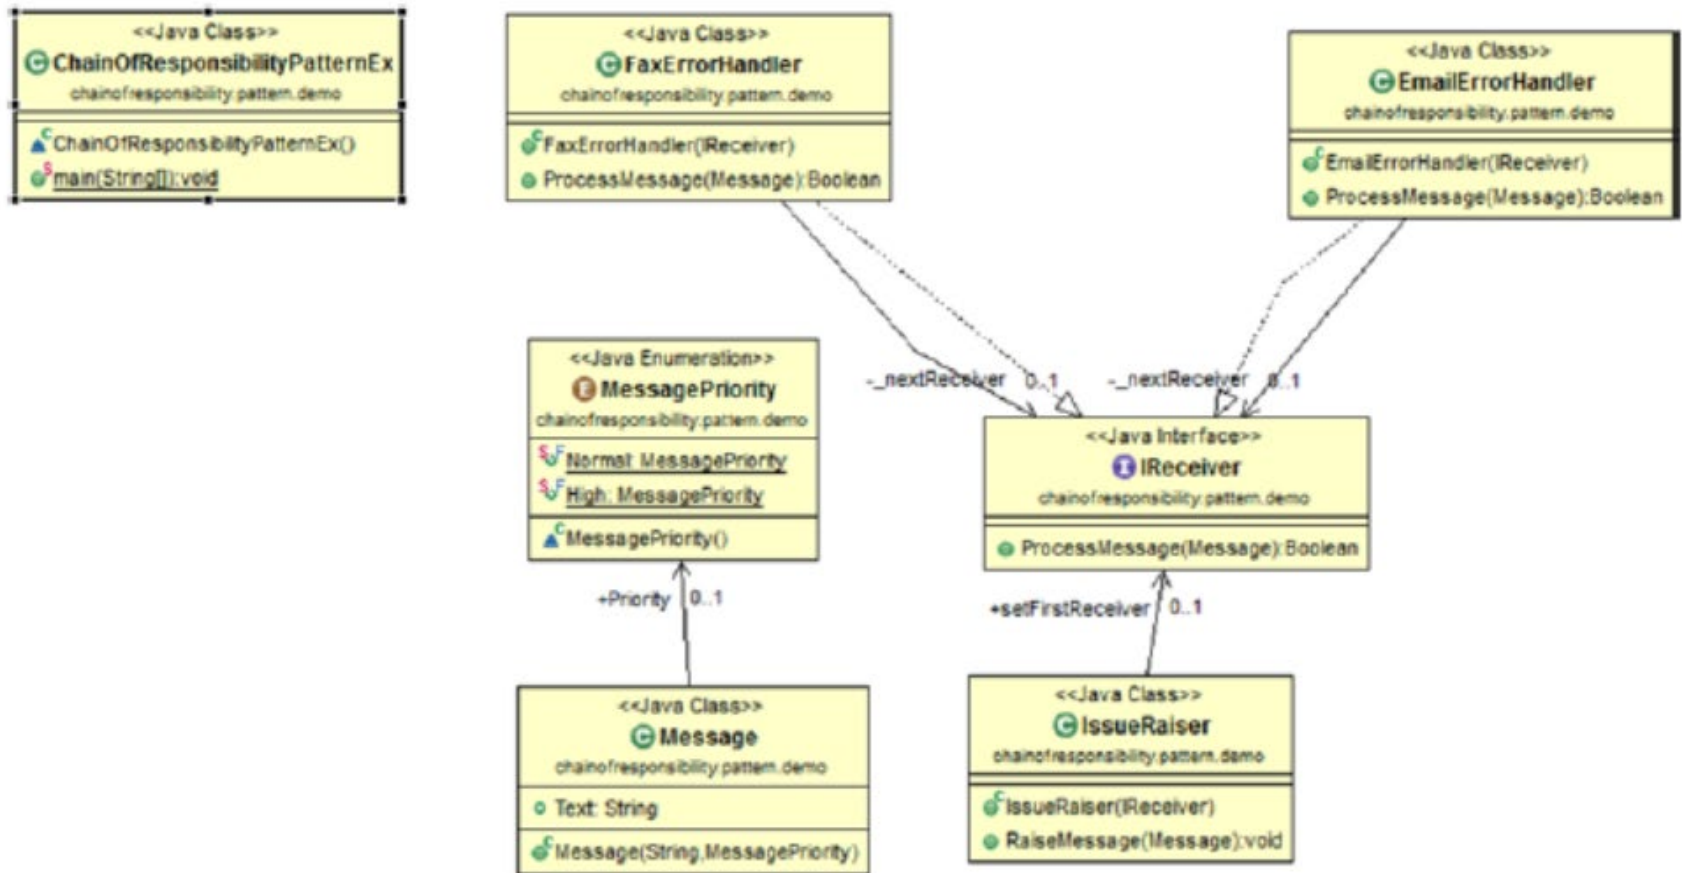 <<Java Class>>
ChainOfResponsibilityPatternEx
chainofresponsibility.pattern.demo
ChainOfResponsibilityPatternEx()
main(String[]):void
<<Java Class>>
FaxErrorHandler
chainofresponsibility.pattern.demo
FaxErrorHandler(IReceiver)
ProcessMessage(Message):Boolean
<<Java Class>>
EmailErrorHandler
chainofresponsibility.pattern.demo
EmailErrorHandler(IReceiver)
ProcessMessage(Message):Boolean
-_nextReceiver 0..1
-_nextReceiver 0..1
<<Java Enumeration>>
MessagePriority
chainofresponsibility.pattern.demo
Normal: MessagePriority
High: MessagePriority
MessagePriority()
<<Java Interface>>
IReceiver
chainofresponsibility.pattern.demo
ProcessMessage(Message):Boolean
+Priority 0..1
+setFirstReceiver 0..1
<<Java Class>>
Message
chainofresponsibility.pattern.demo
Text: String
Message(String,MessagePriority)
<<Java Class>>
IssueRaiser
chainofresponsibility.pattern.demo
IssueRaiser(IReceiver)
RaiseMessage(Message):void